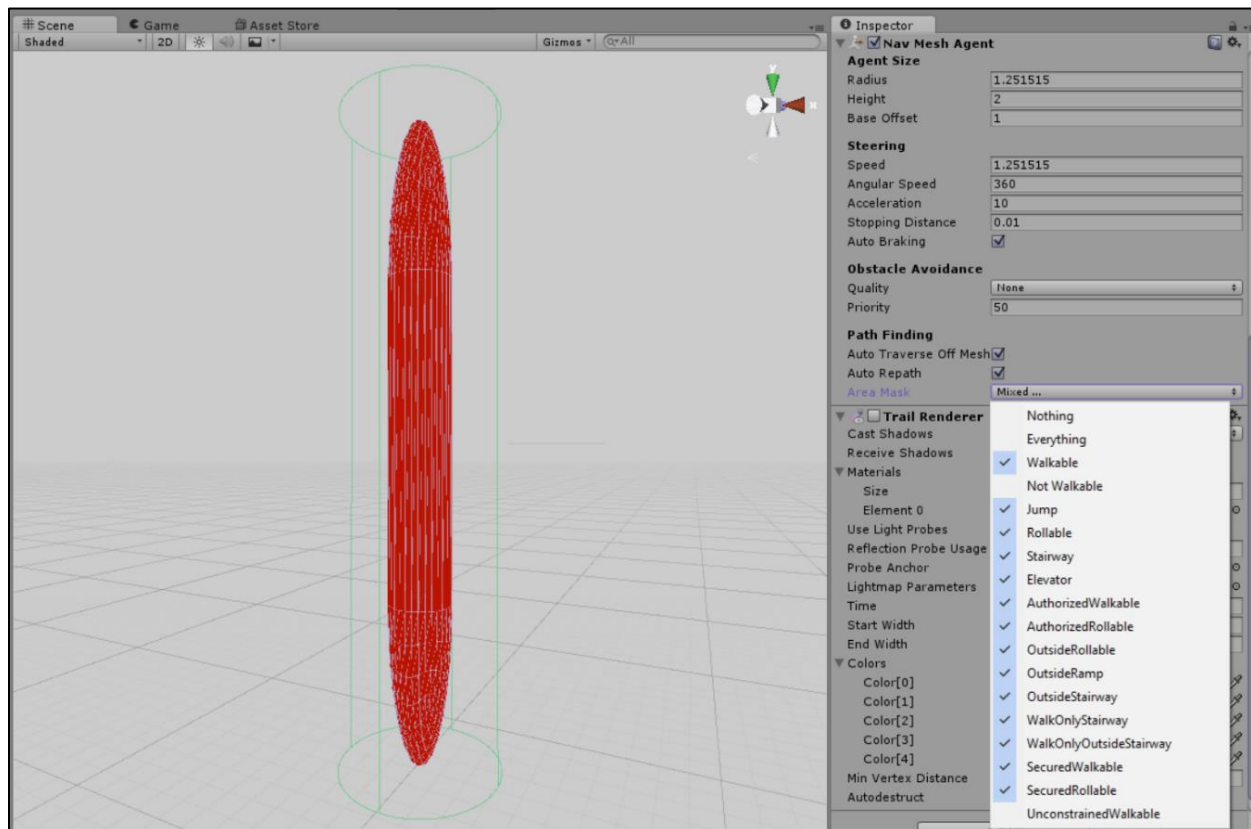 Scene Game Asset Store
Shaded 2D Gizmos Q▾All
y
x
Inspector
Nav Mesh Agent
Agent Size
Radius 1.251515
Height 2
Base Offset 1
Steering
Speed 1.251515
Angular Speed 360
Acceleration 10
Stopping Distance 0.01
Auto Braking
Obstacle Avoidance
Quality None
Priority 50
Path Finding
Auto Traverse Off Mesh
Auto Repath
Area Mask Mixed ...
Trail Renderer
Cast Shadows
Receive Shadows
Materials
Size
Element 0
Use Light Probes
Reflection Probe Usage
Probe Anchor
Lightmap Parameters
Time
Start Width
End Width
Colors
Color[0]
Color[1]
Color[2]
Color[3]
Color[4]
Min Vertex Distance
Autodestruct
Nothing
Everything
Walkable
Not Walkable
Jump
Rollable
Stairway
Elevator
AuthorizedWalkable
AuthorizedRollable
OutsideRollable
OutsideRamp
OutsideStairway
WalkOnlyStairway
WalkOnlyOutsideStairway
SecuredWalkable
SecuredRollable
UnconstrainedWalkable